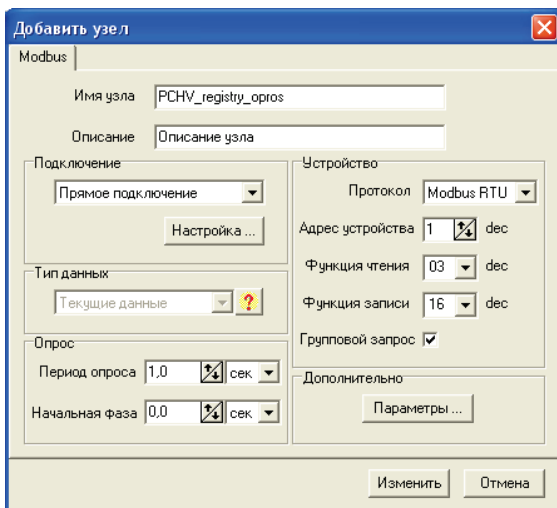 Добавить узел
Modbus
Имя узла PCHV_registry_opros
Описание Описание узла
Подключение
Прямое подключение
Настройка ...
Тип данных
Текущие данные ?
Опрос
Период опроса 1,0 сек
Начальная фаза 0,0 сек
Устройство
Протокол Modbus RTU
Адрес устройства 1 dec
Функция чтения 03 dec
Функция записи 16 dec
Групповой запрос
Дополнительно
Параметры ...
Изменить Отмена